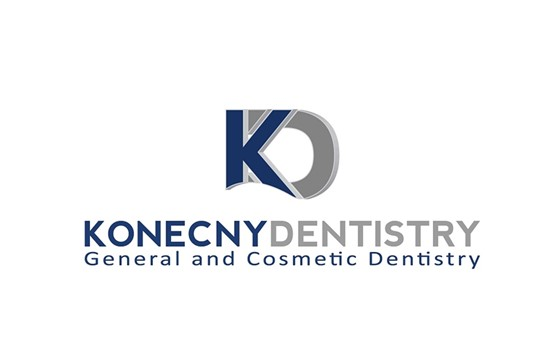 KD
KONECNYDENTISTRY
General and Cosmetic Dentistry